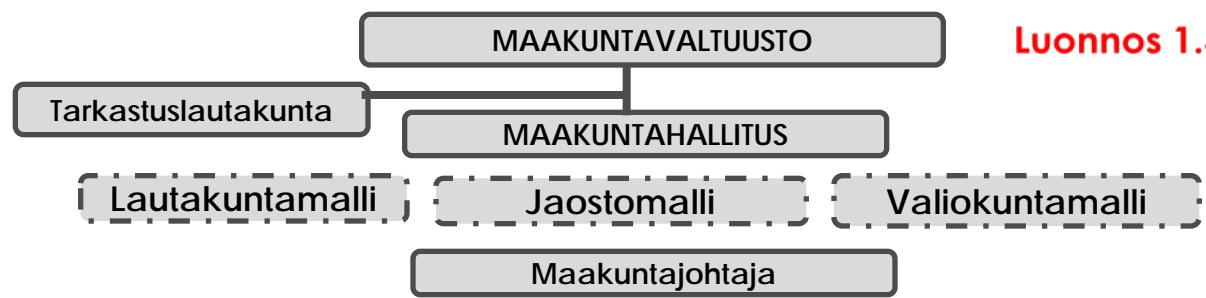 MAAKUNTAVALTUUSTO
Luonnos 1.
Tarkastuslautakunta
MAAKUNTAHALLITUS
Lautakuntamalli
Jaostomalli
Valiokuntamalli
Maakuntajohtaja